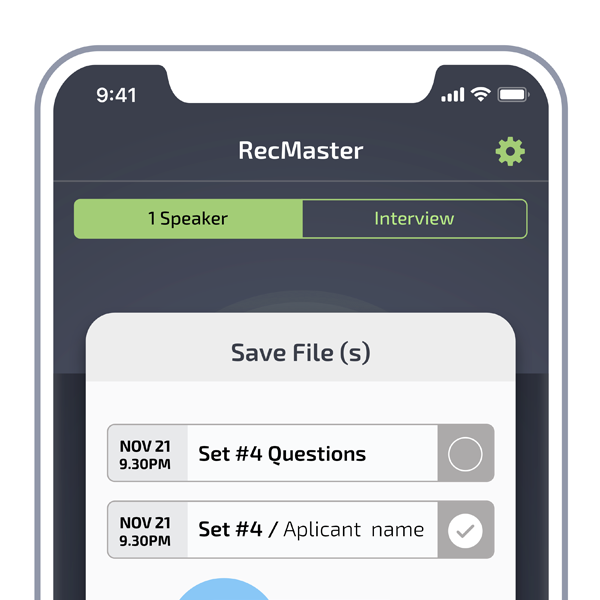 9:41
RecMaster
1 Speaker
Interview
Save File (s)
NOV 21
9.30PM
Set #4 Questions
NOV 21
9.30PM
Set #4 / Aplicant name